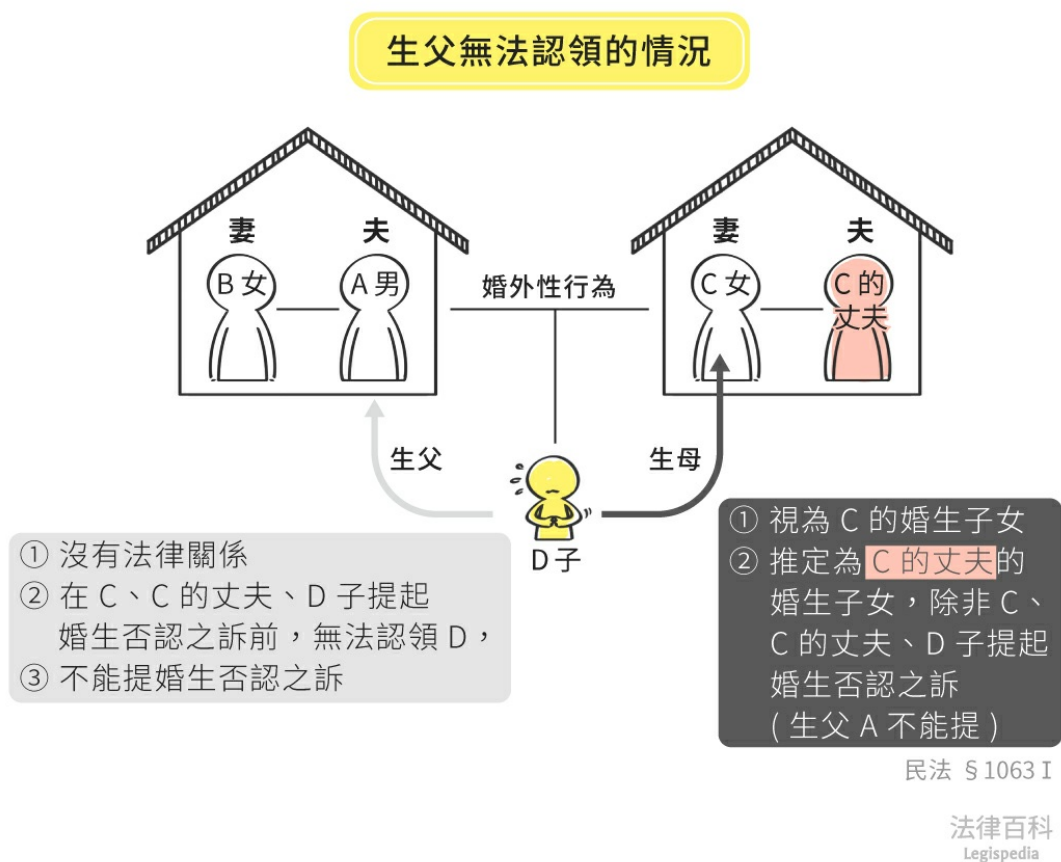 生父無法認領的情況
妻
夫
妻
夫
B 女
A 男
婚外性行為
C 女
C 的
丈夫
生父
生母
D 子
① 沒有法律關係
② 在 C、C 的丈夫、D 子提起
婚生否認之訴前，無法認領 D，
③ 不能提婚生否認之訴
① 視為 C 的婚生子女
② 推定為 C 的丈夫的
婚生子女，除非 C、
C 的丈夫、D 子提起
婚生否認之訴
( 生父 A 不能提 )
民法 §1063 I
法律百科
Legispedia